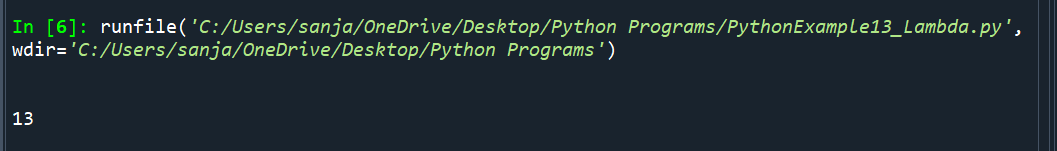 In [6]: runfile('C:/Users/sanja/OneDrive/Desktop/Python Programs/PythonExample13_Lambda.py',
wdir='C:/Users/sanja/OneDrive/Desktop/Python Programs')
13